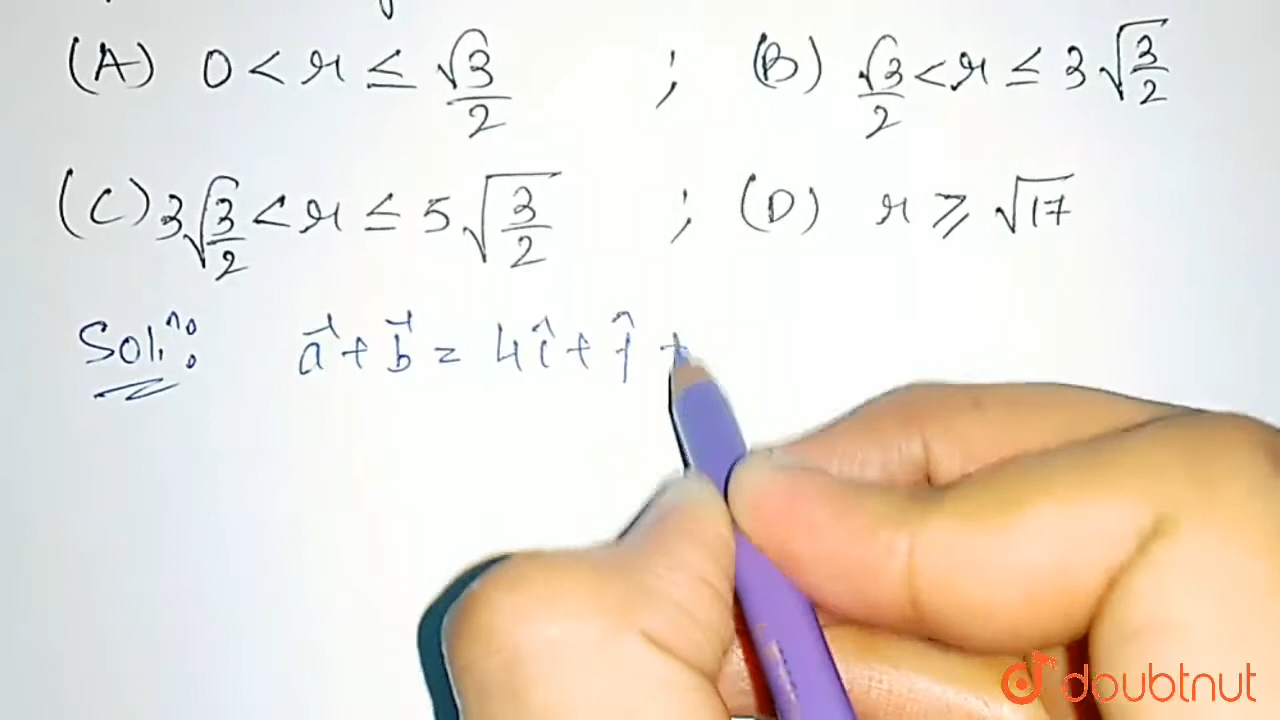 (A) 0 < r ≤ √3/2 ; (B) √3/2 < r ≤ 3√(3/2)
(C) 3√(3/2) < r ≤ 5√(3/2) ; (D) r ≥ √17
Solⁿ: a⃗ + b⃗ = 4î + ĵ +
doubtnut